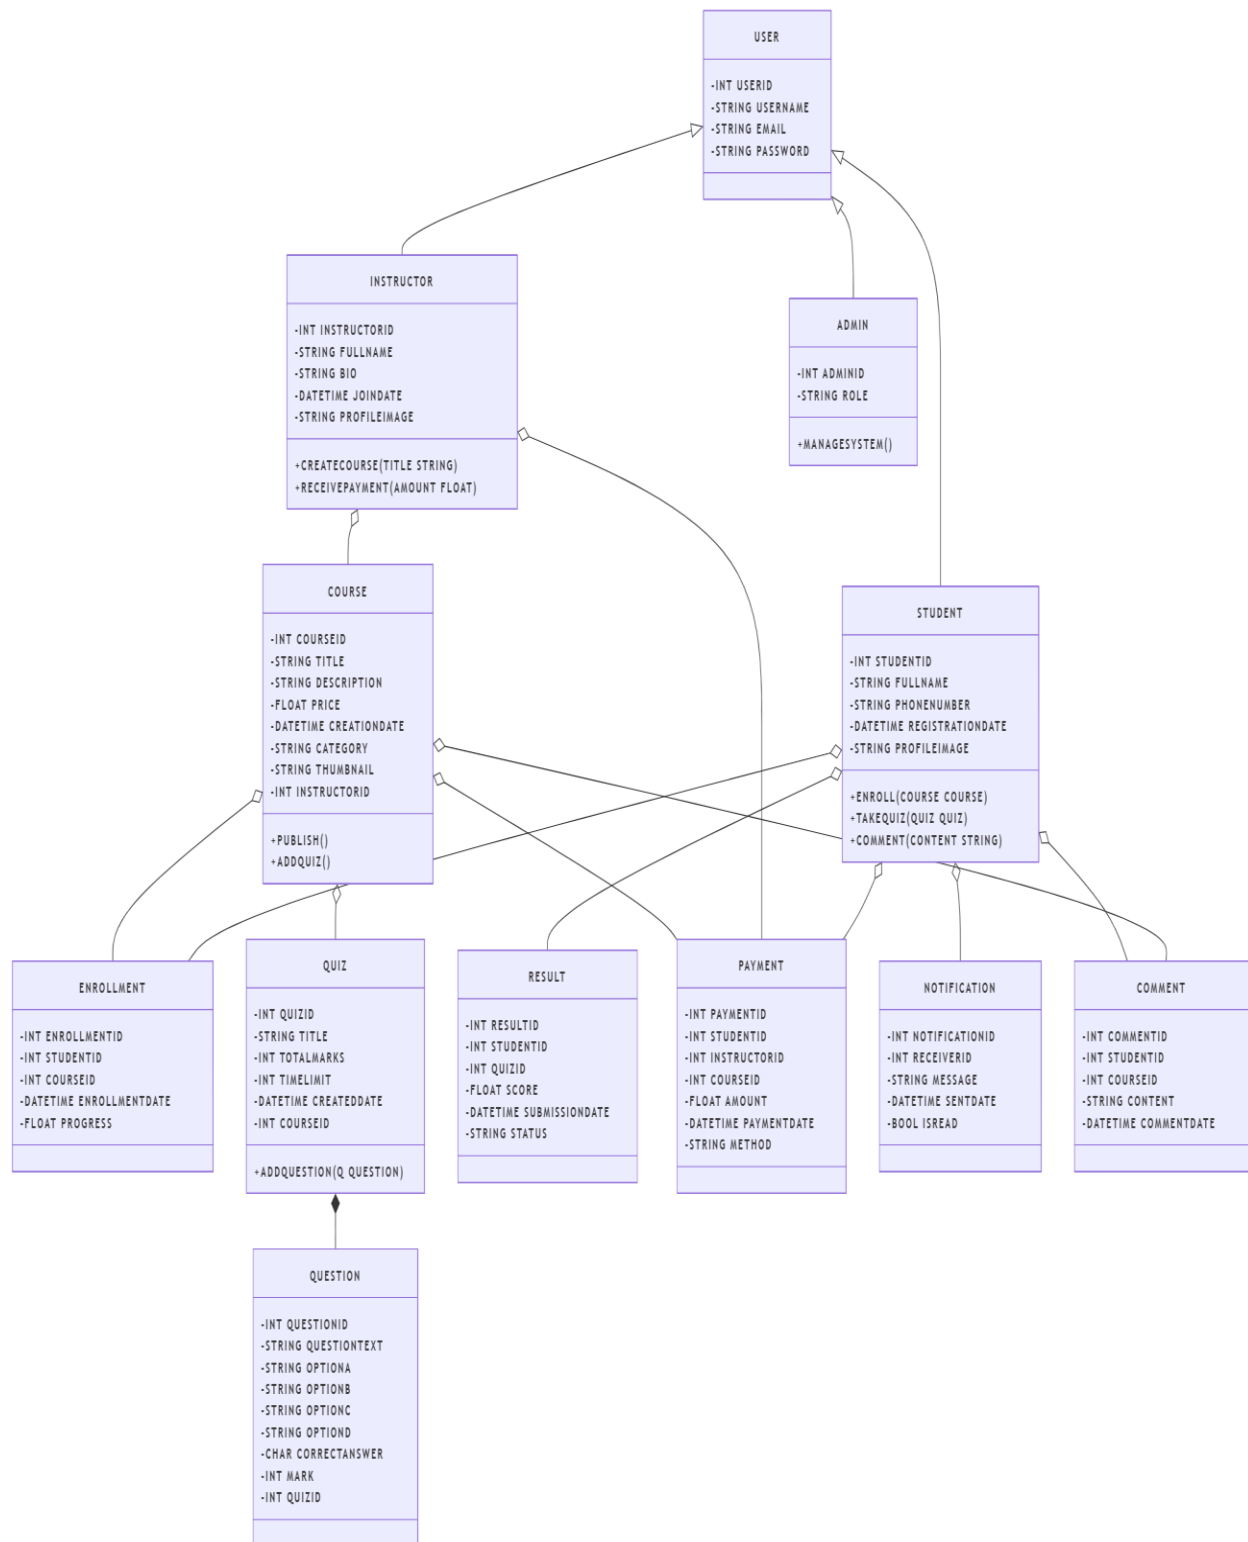 USER
-INT USERID
-STRING USERNAME
-STRING EMAIL
-STRING PASSWORD
INSTRUCTOR
-INT INSTRUCTORID
-STRING FULLNAME
-STRING BIO
-DATETIME JOINDATE
-STRING PROFILEIMAGE
+CREATECOURSE(TITLE STRING)
+RECEIVEPAYMENT(AMOUNT FLOAT)
ADMIN
-INT ADMINID
-STRING ROLE
+MANAGESYSTEM()
COURSE
-INT COURSEID
-STRING TITLE
-STRING DESCRIPTION
-FLOAT PRICE
-DATETIME CREATIONDATE
-STRING CATEGORY
-STRING THUMBNAIL
-INT INSTRUCTORID
+PUBLISH()
+ADDQUIZ()
STUDENT
-INT STUDENTID
-STRING FULLNAME
-STRING PHONENUMBER
-DATETIME REGISTRATIONDATE
-STRING PROFILEIMAGE
+ENROLL(COURSE COURSE)
+TAKEQUIZ(QUIZ QUIZ)
+COMMENT(CONTENT STRING)
ENROLLMENT
-INT ENROLLMENTID
-INT STUDENTID
-INT COURSEID
-DATETIME ENROLLMENTDATE
-FLOAT PROGRESS
QUIZ
-INT QUIZID
-STRING TITLE
-INT TOTALMARKS
-INT TIMELIMIT
-DATETIME CREATEDDATE
-INT COURSEID
+ADDQUESTION(Q QUESTION)
RESULT
-INT RESULTID
-INT STUDENTID
-INT QUIZID
-FLOAT SCORE
-DATETIME SUBMISSIONDATE
-STRING STATUS
PAYMENT
-INT PAYMENTID
-INT STUDENTID
-INT INSTRUCTORID
-INT COURSEID
-FLOAT AMOUNT
-DATETIME PAYMENTDATE
-STRING METHOD
NOTIFICATION
-INT NOTIFICATIONID
-INT RECEIVERID
-STRING MESSAGE
-DATETIME SENTDATE
-BOOL ISREAD
COMMENT
-INT COMMENTID
-INT STUDENTID
-INT COURSEID
-STRING CONTENT
-DATETIME COMMENTDATE
QUESTION
-INT QUESTIONID
-STRING QUESTIONTEXT
-STRING OPTIONA
-STRING OPTIONB
-STRING OPTIONC
-STRING OPTIOND
-CHAR CORRECTANSWER
-INT MARK
-INT QUIZID